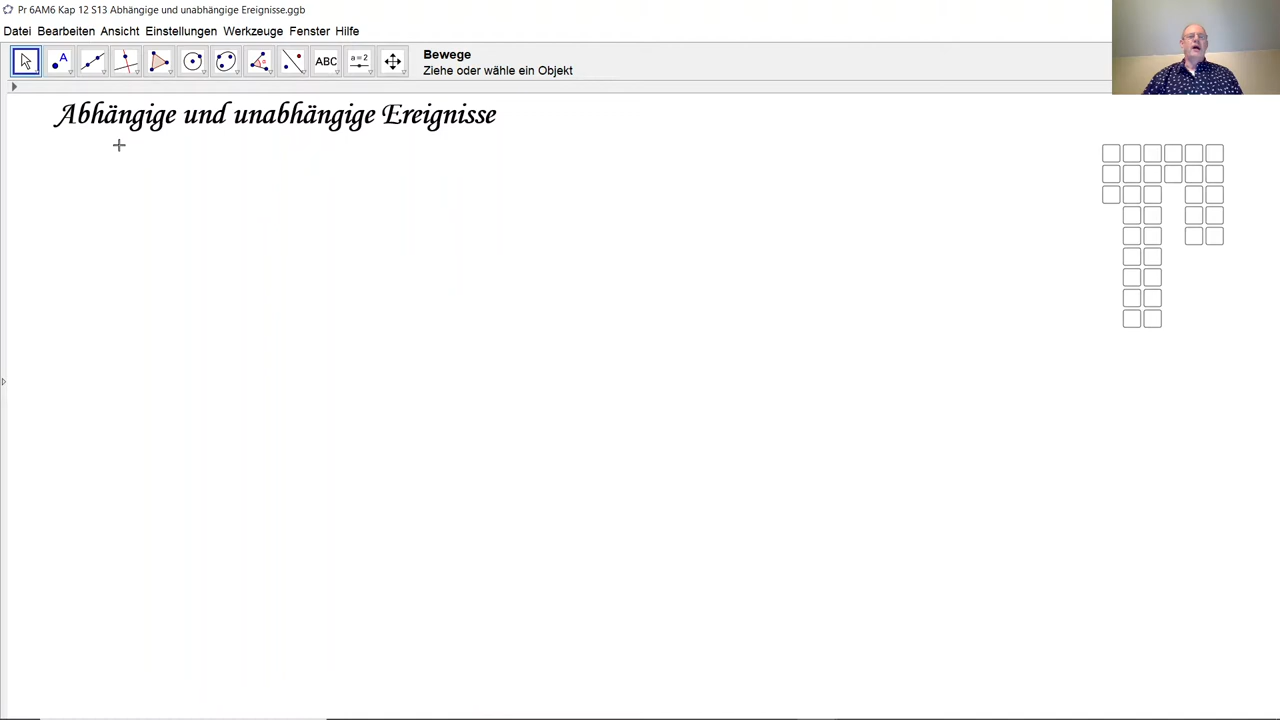 Pr 6AM6 Kap 12 S13 Abhängige und unabhängige Ereignisse.ggb
Datei Bearbeiten Ansicht Einstellungen Werkzeuge Fenster Hilfe
A ABC a=2
Bewege
Ziehe oder wähle ein Objekt
Abhängige und unabhängige Ereignisse